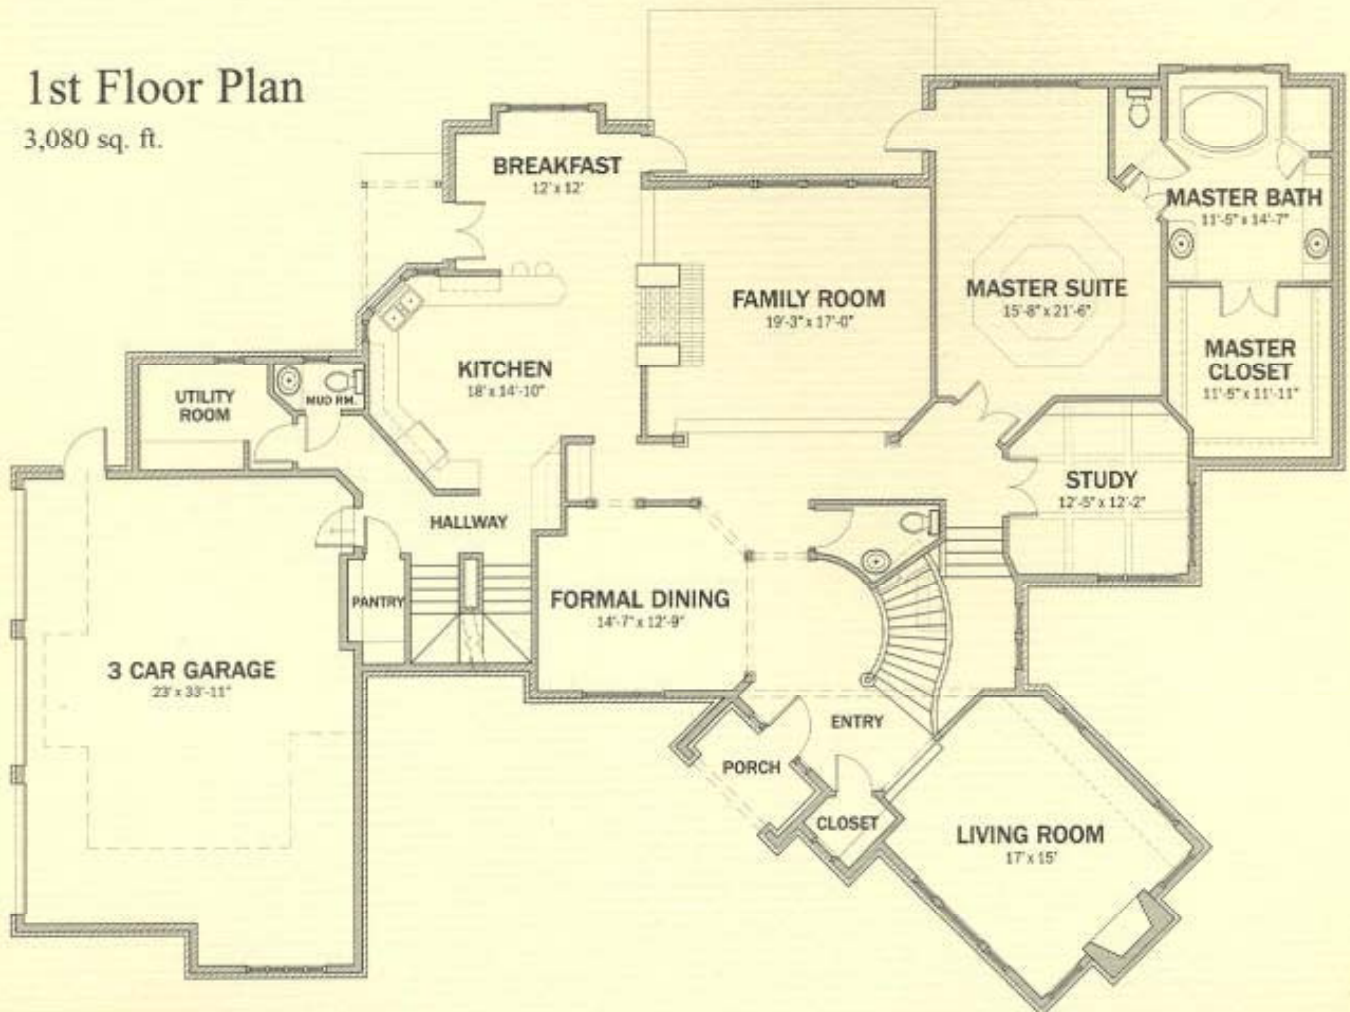 1st Floor Plan
3,080 sq. ft.
BREAKFAST
12' x 12'
MASTER BATH
11'-5" x 14'-7"
FAMILY ROOM
19'-3" x 17'-0"
MASTER SUITE
15'-8" x 21'-6"
KITCHEN
18' x 14'-10"
MASTER
CLOSET
11'-5" x 11'-11"
UTILITY
ROOM
MUD RM.
STUDY
12'-5" x 12'-2"
HALLWAY
PANTRY
FORMAL DINING
14'-7" x 12'-9"
3 CAR GARAGE
23' x 33'-11"
ENTRY
PORCH
CLOSET
LIVING ROOM
17' x 15'